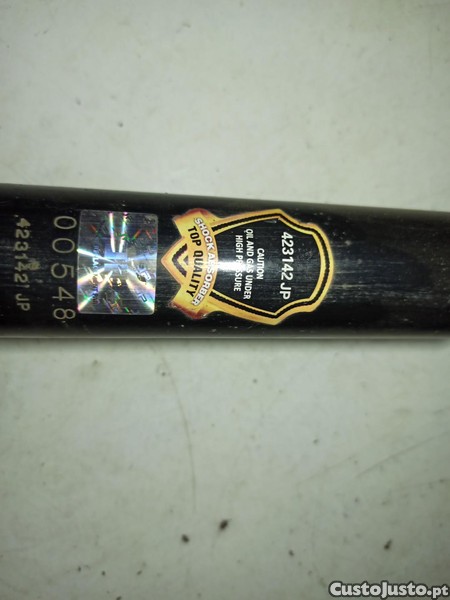 423142 JP
00548
SHOCK ABSORBER
TOP QUALITY
423142 JP
CAUTION
OIL AND GAS UNDER
HIGH PRESSURE
CustoJusto.pt